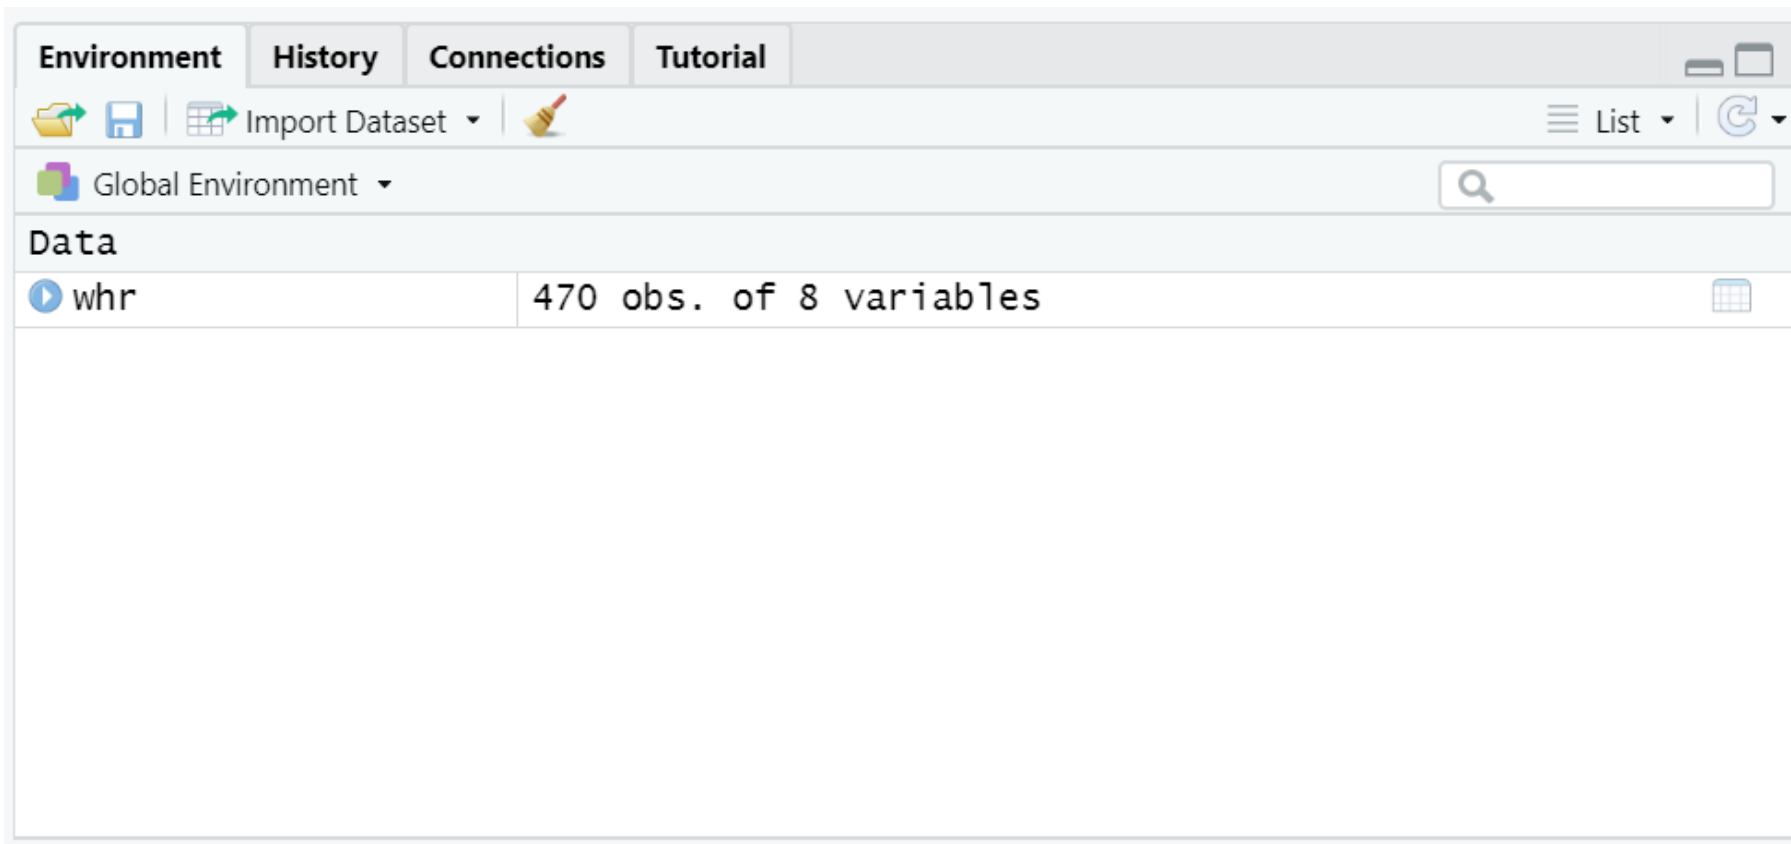 Environment History Connections Tutorial
Import Dataset List
Global Environment
Data
whr 470 obs. of 8 variables